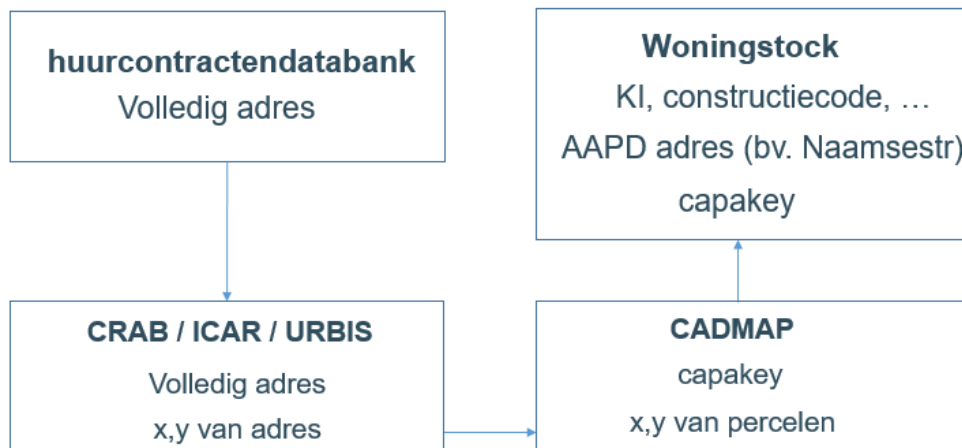 huurcontractendatabank
Volledig adres
Woningstock
KI, constructiecode, ...
AAPD adres (bv. Naamsestr)
capakey
CRAB / ICAR / URBIS
Volledig adres
x,y van adres
CADMAP
capakey
x,y van percelen